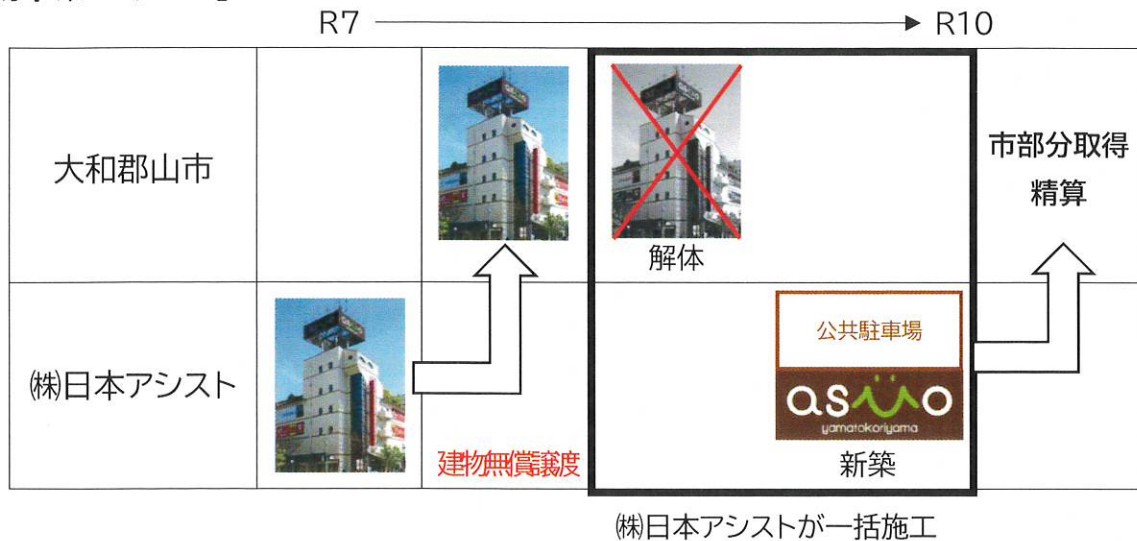 R7
R10
大和郡山市
解体
市部分取得
精算
㈱日本アシスト
建物無償譲渡
公共駐車場
asmo
yamatokoriyama
新築
㈱日本アシストが一括施工